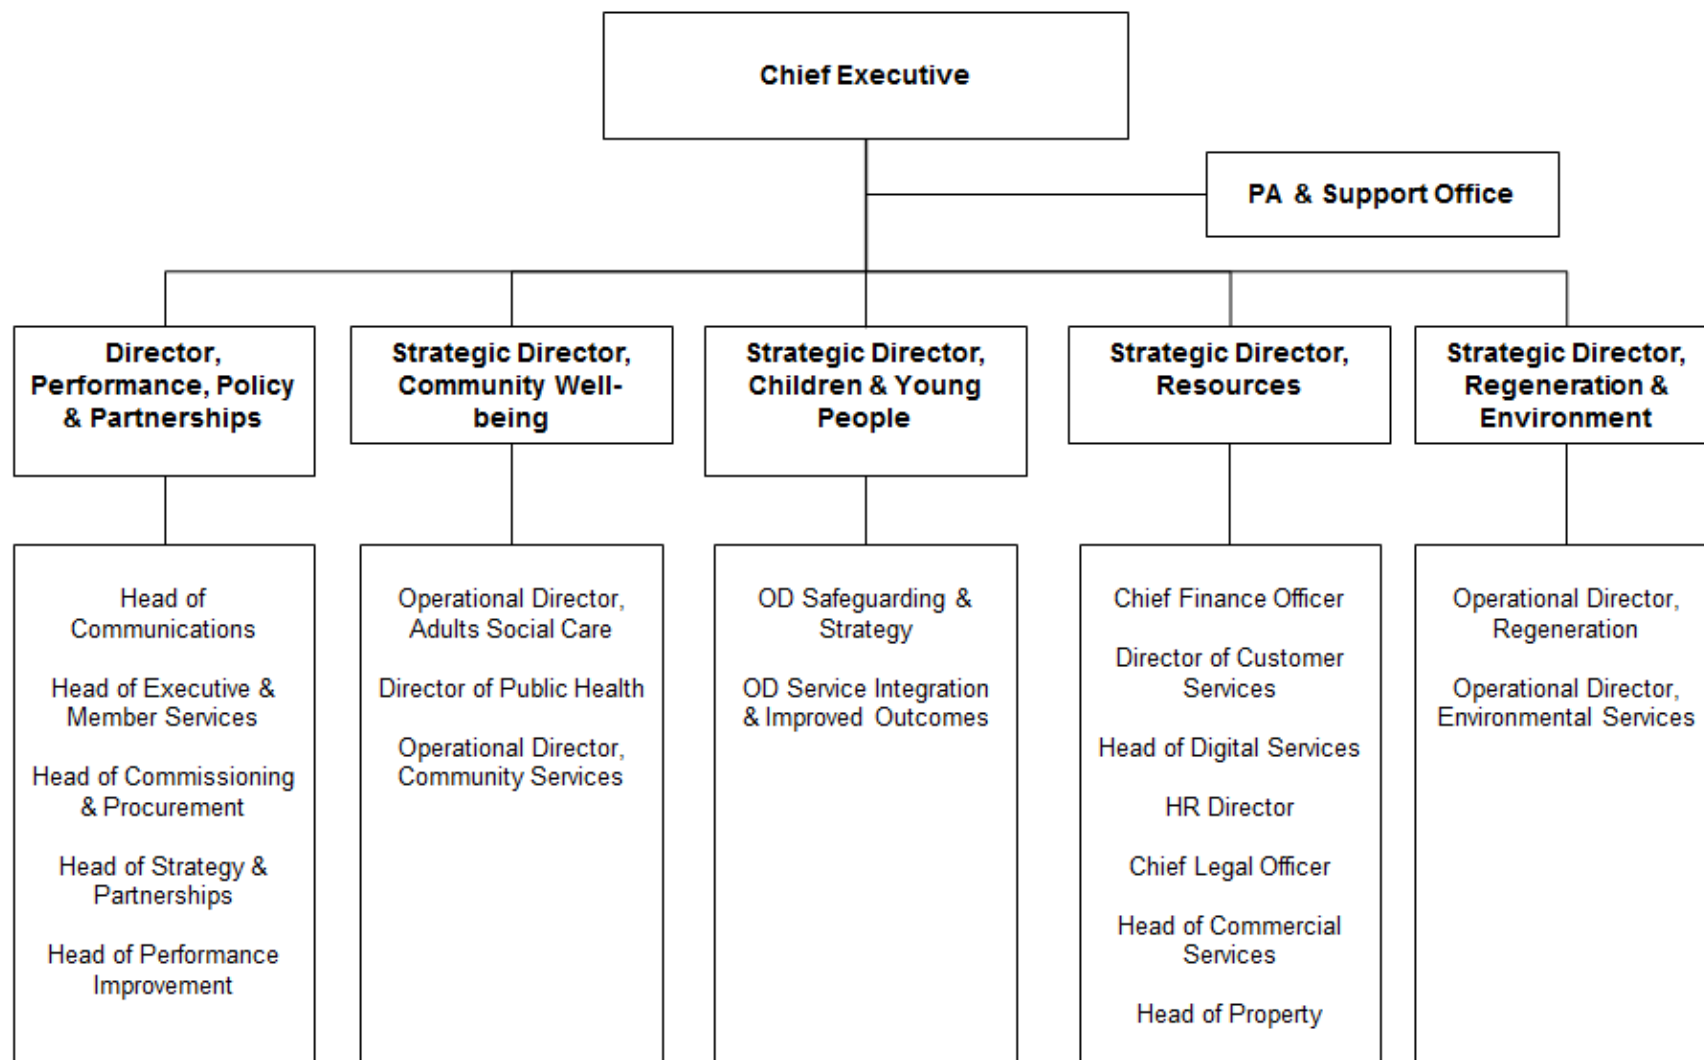 Chief Executive
PA & Support Office
Director,
Performance, Policy
& Partnerships
Strategic Director,
Community Well-
being
Strategic Director,
Children & Young
People
Strategic Director,
Resources
Strategic Director,
Regeneration &
Environment
Head of
Communications
Head of Executive &
Member Services
Head of Commissioning
& Procurement
Head of Strategy &
Partnerships
Head of Performance
Improvement
Operational Director,
Adults Social Care
Director of Public Health
Operational Director,
Community Services
OD Safeguarding &
Strategy
OD Service Integration
& Improved Outcomes
Chief Finance Officer
Director of Customer
Services
Head of Digital Services
HR Director
Chief Legal Officer
Head of Commercial
Services
Head of Property
Operational Director,
Regeneration
Operational Director,
Environmental Services